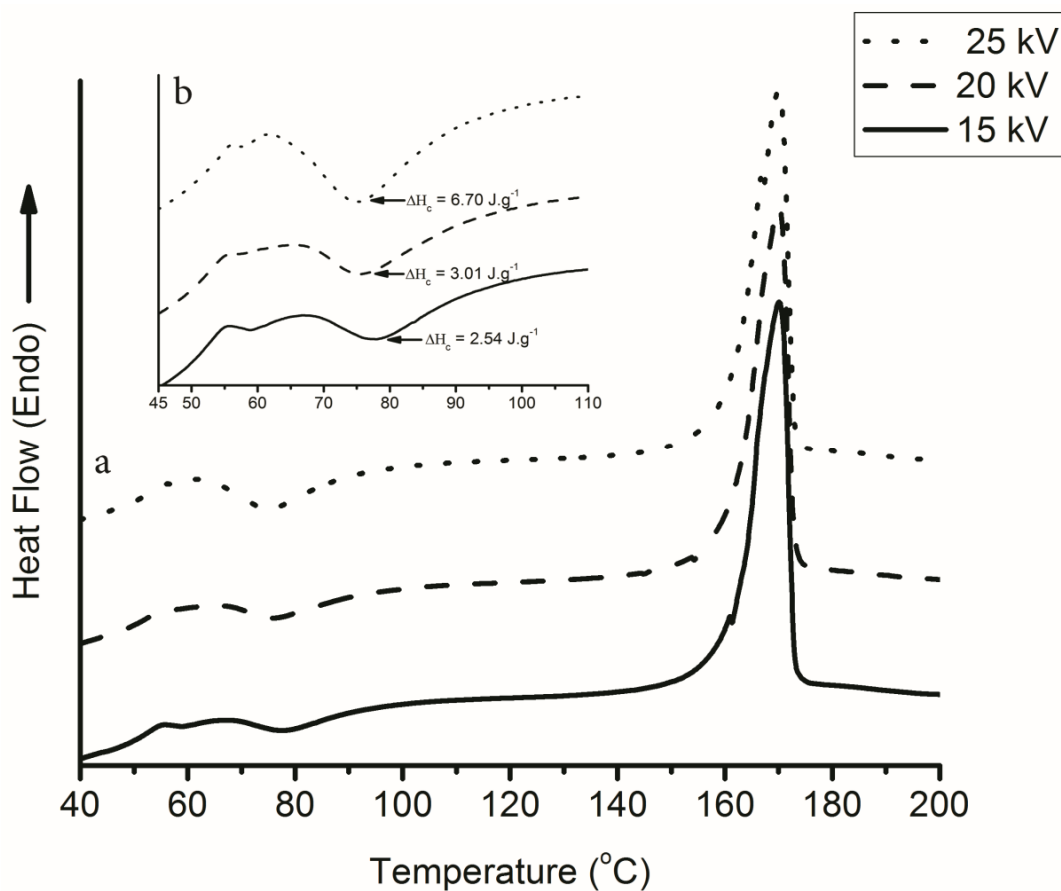 25 kV
20 kV
15 kV
b
ΔHc = 6.70 J.g⁻¹
ΔHc = 3.01 J.g⁻¹
ΔHc = 2.54 J.g⁻¹
45 50 60 70 80 90 100 110
a
Heat Flow (Endo)
40 60 80 100 120 140 160 180 200
Temperature (°C)